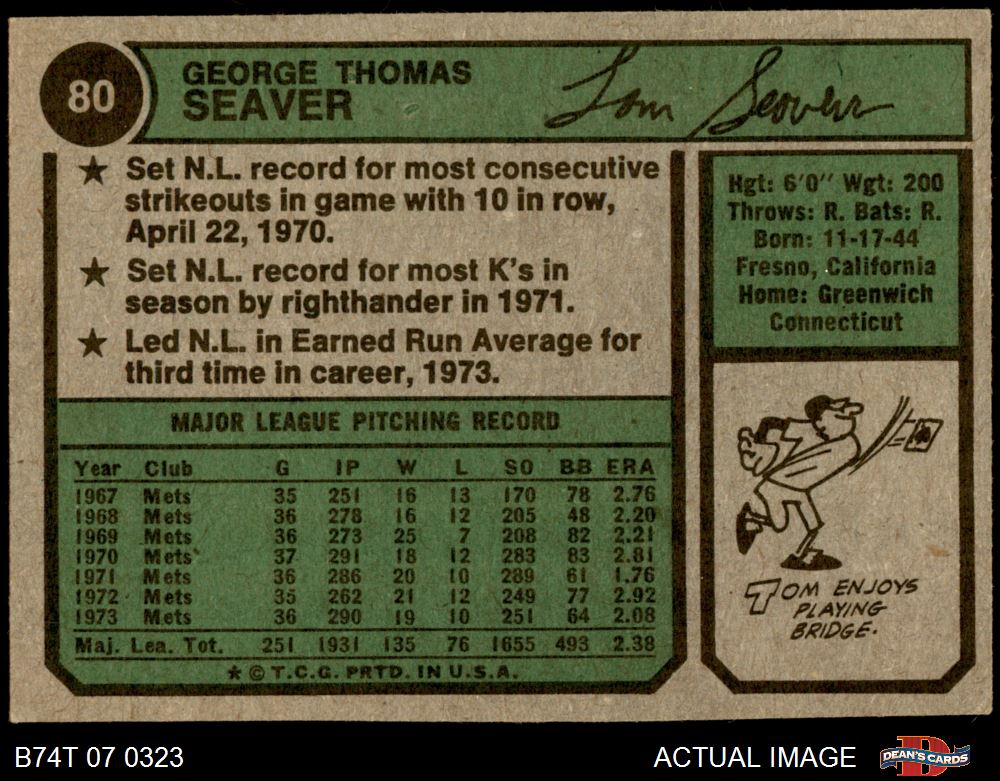 80
GEORGE THOMAS
SEAVER
Tom Seaver
★ Set N.L. record for most consecutive
strikeouts in game with 10 in row,
April 22, 1970.
★ Set N.L. record for most K's in
season by righthander in 1971.
★ Led N.L. in Earned Run Average for
third time in career, 1973.
Hgt: 6'0" Wgt: 200
Throws: R. Bats: R.
Born: 11-17-44
Fresno, California
Home: Greenwich
Connecticut
MAJOR LEAGUE PITCHING RECORD
Year Club G IP W L SO BB ERA
1967 Mets 35 251 16 13 170 78 2.76
1968 Mets 36 278 16 12 205 48 2.20
1969 Mets 36 273 25 7 208 82 2.21
1970 Mets 37 291 18 12 283 83 2.81
1971 Mets 36 286 20 10 289 61 1.76
1972 Mets 35 262 21 12 249 77 2.92
1973 Mets 36 290 19 10 251 64 2.08
Maj. Lea. Tot. 251 1931 135 76 1655 493 2.38
★ © T.C.G. PRTD. IN U.S.A.
TOM ENJOYS
PLAYING
BRIDGE.
B74T 07 0323
ACTUAL IMAGE
D
DEAN'S CARDS